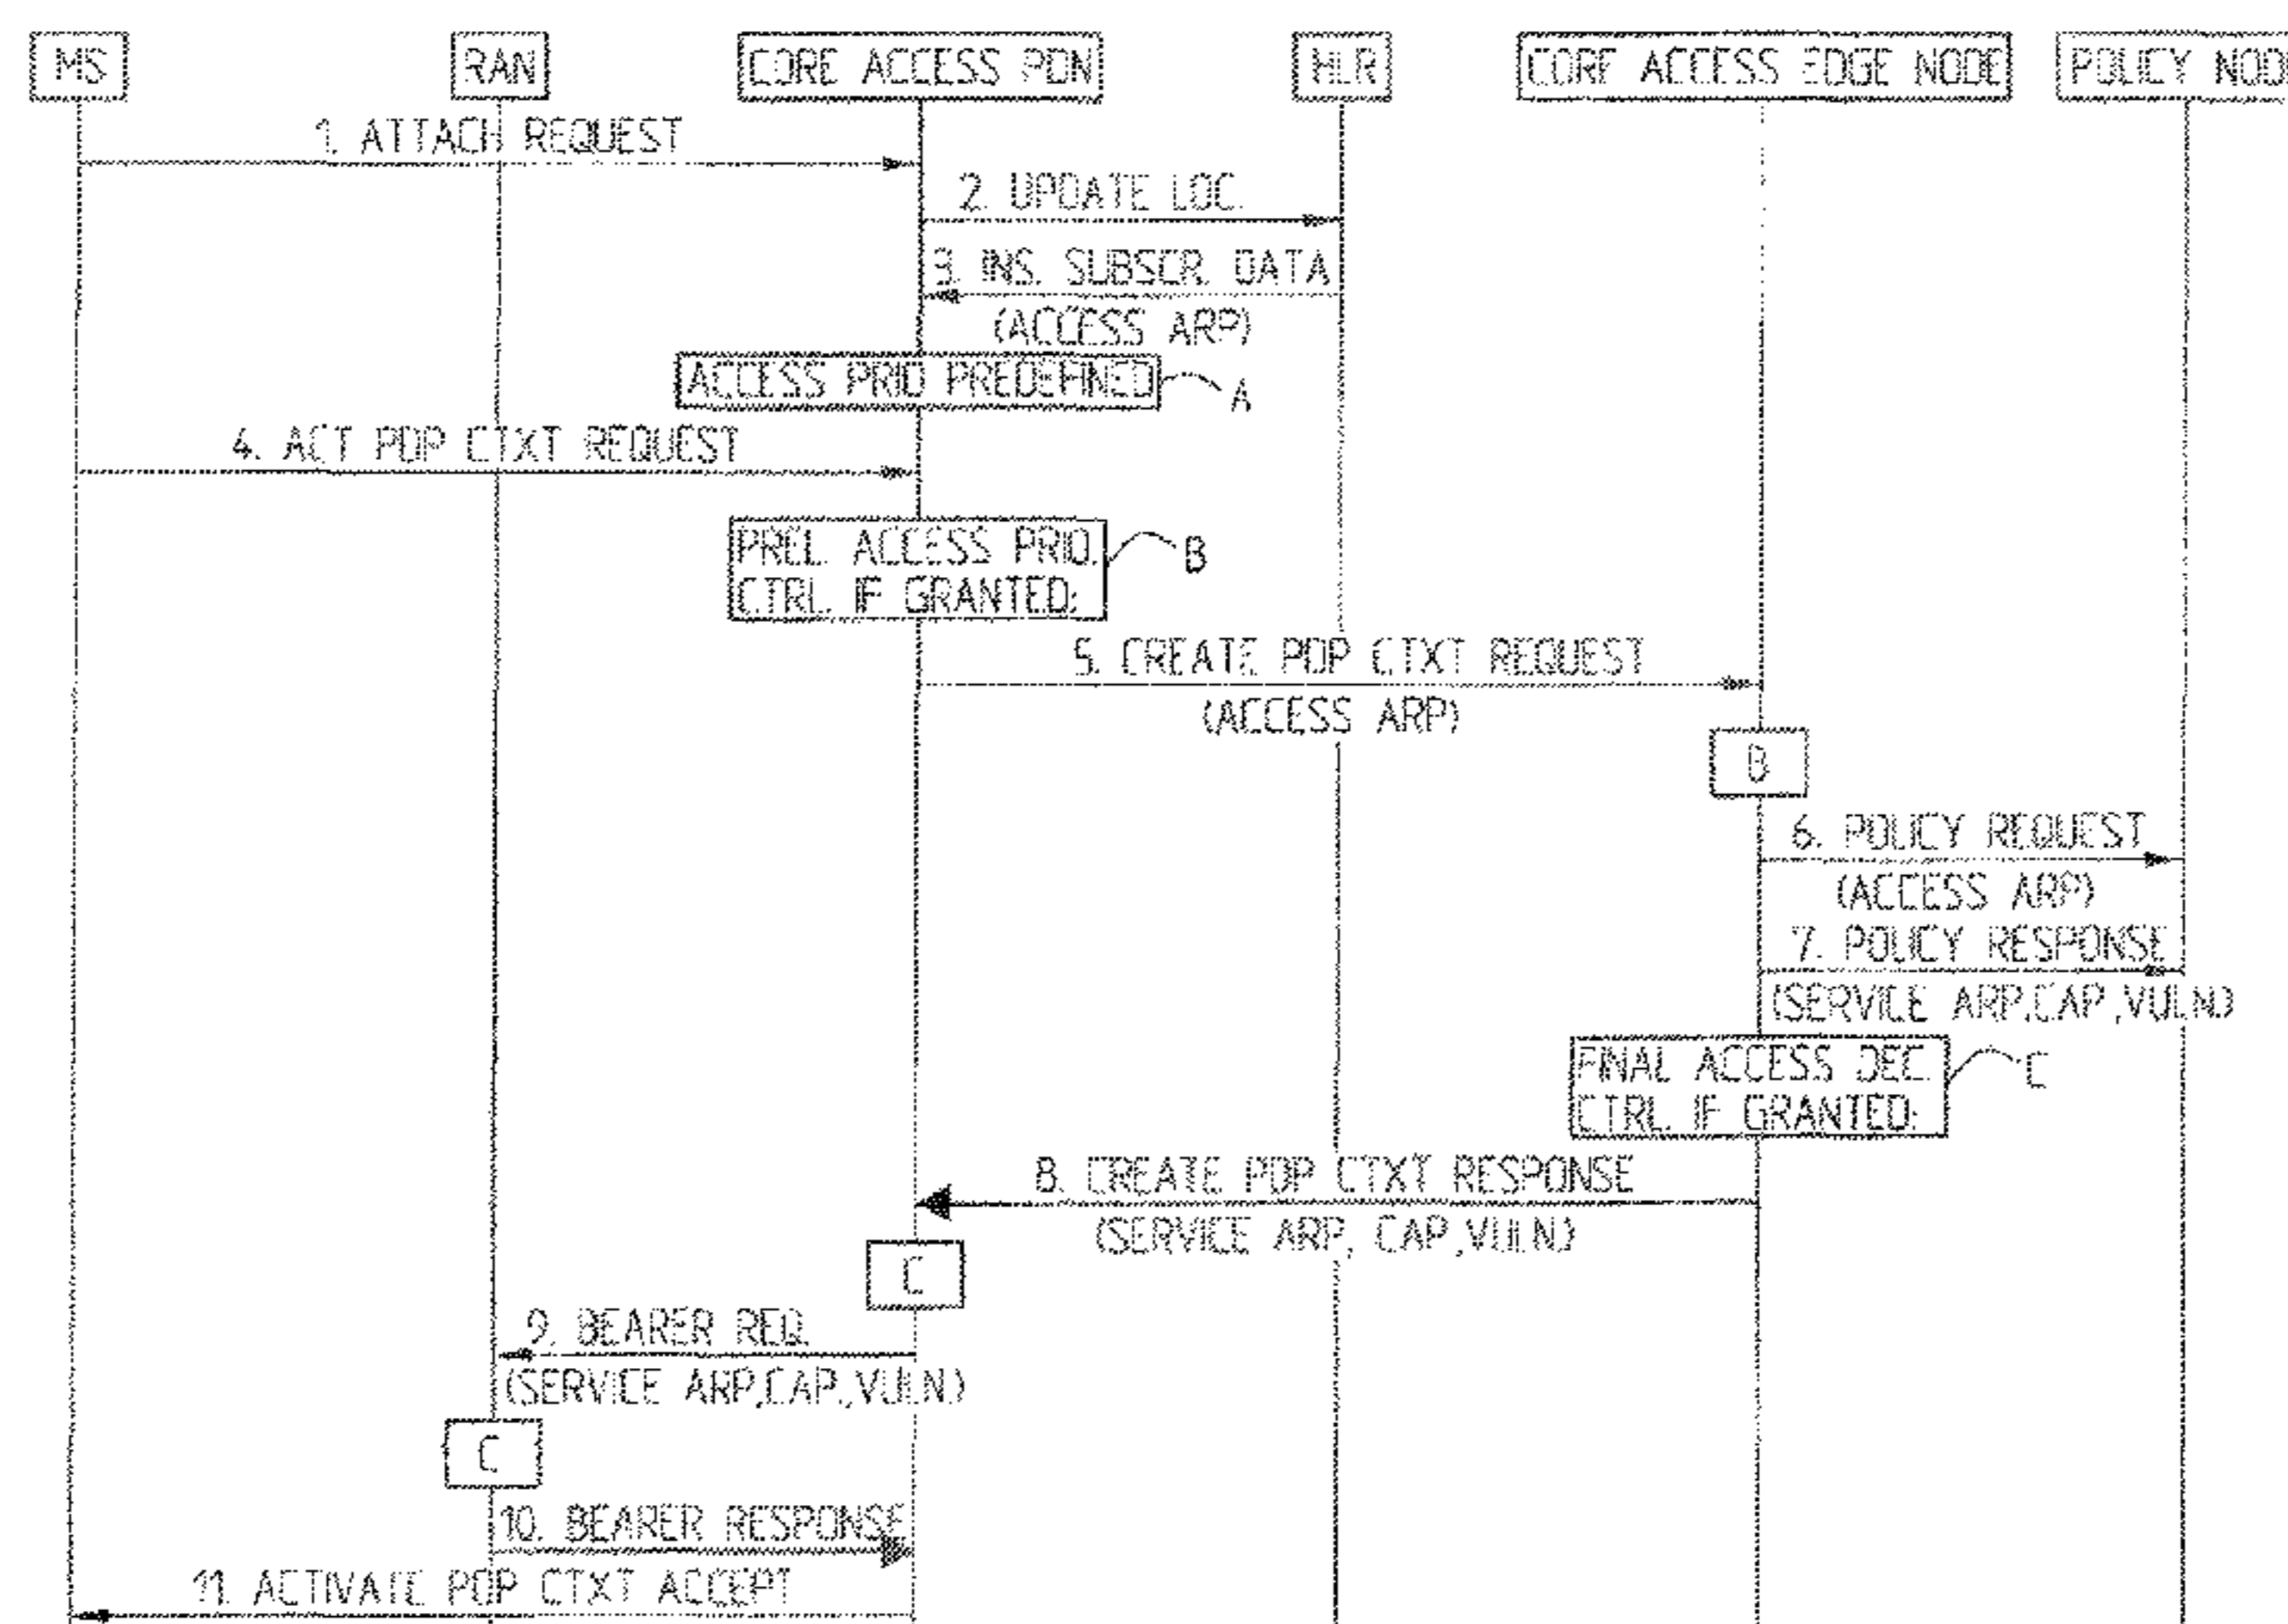 MS
RAN
CORE ACCESS PDN
HLR
CORE ACCESS EDGE NODE
POLICY NODE
1. ATTACH REQUEST
2. UPDATE LOC.
3. INS. SUBSCR. DATA
(ACCESS ARP)
ACCESS PRIO PREDEFINED
A
4. ACT PDP CTXT REQUEST
PREL. ACCESS PRIO.
CTRL. IF GRANTED:
B
5. CREATE PDP CTXT REQUEST
(ACCESS ARP)
B
6. POLICY REQUEST
(ACCESS ARP)
7. POLICY RESPONSE
(SERVICE ARP,CAP,VULN)
FINAL ACCESS DEC.
CTRL. IF GRANTED:
C
8. CREATE PDP CTXT RESPONSE
(SERVICE ARP, CAP,VULN.)
C
9. BEARER REQ.
(SERVICE ARP,CAP.,VULN.)
C
10. BEARER RESPONSE
11. ACTIVATE PDP CTXT ACCEPT